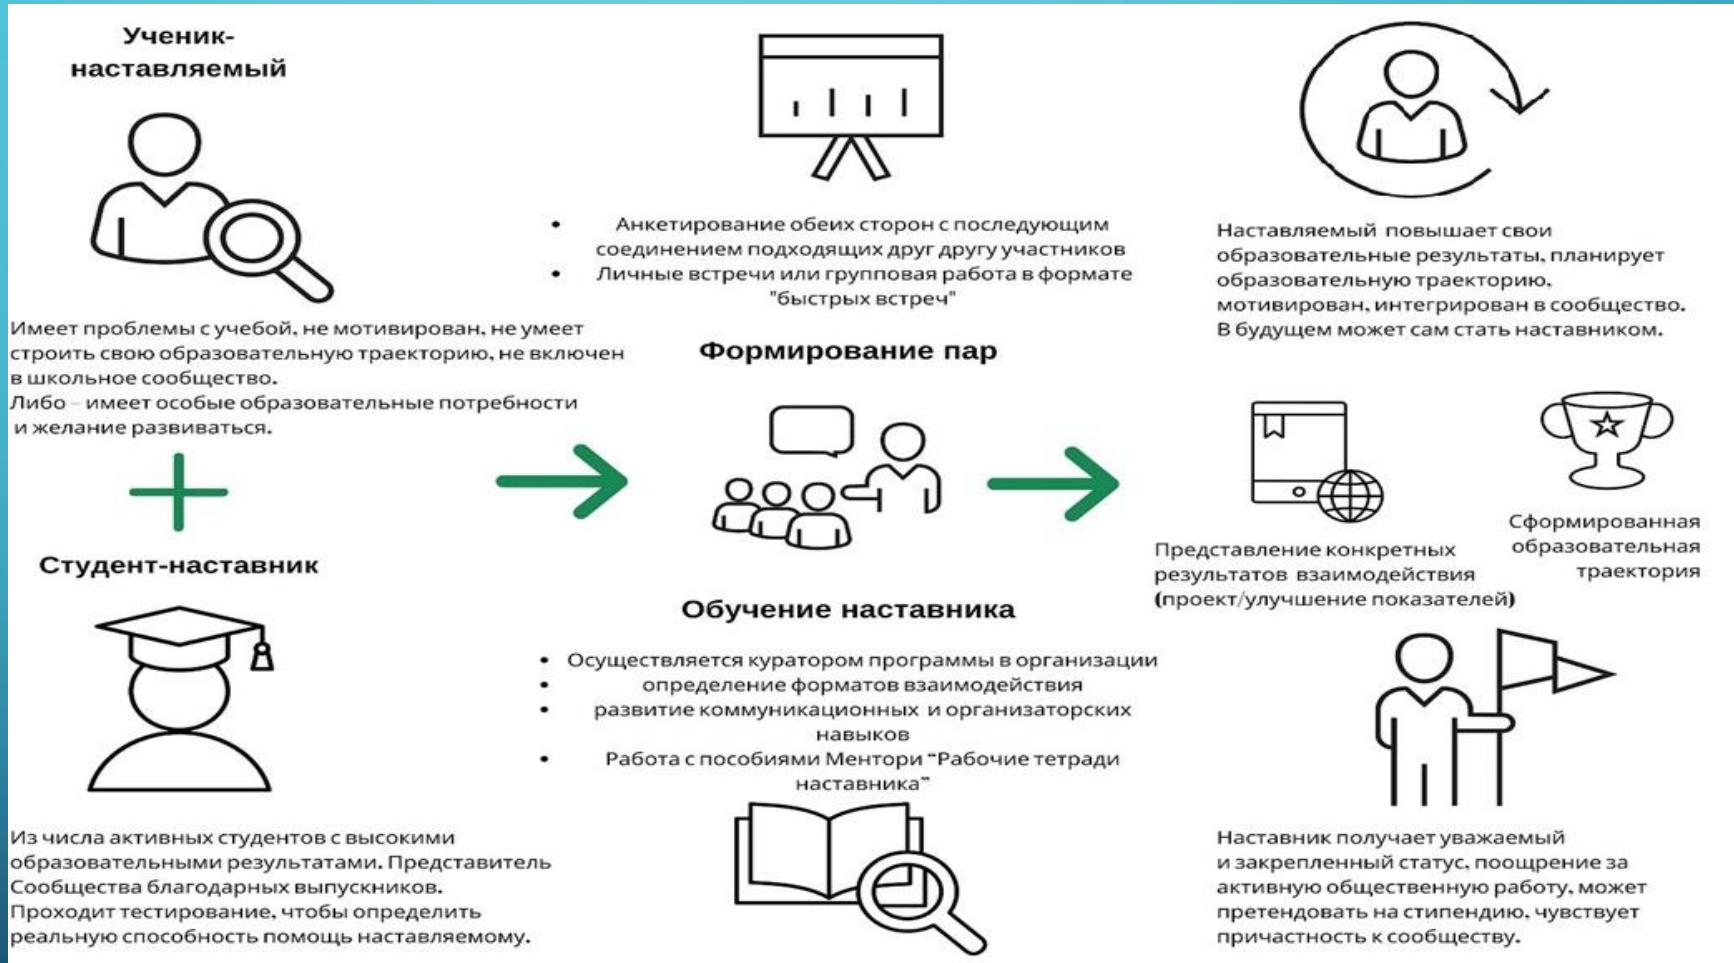 Ученик-
наставляемый
Имеет проблемы с учебой, не мотивирован, не умеет
строить свою образовательную траекторию, не включен
в школьное сообщество.
Либо – имеет особые образовательные потребности
и желание развиваться.
Студент-наставник
Из числа активных студентов с высокими
образовательными результатами. Представитель
Сообщества благодарных выпускников.
Проходит тестирование, чтобы определить
реальную способность помощь наставляемому.
• Анкетирование обеих сторон с последующим
соединением подходящих друг другу участников
• Личные встречи или групповая работа в формате
"быстрых встреч"
Формирование пар
Обучение наставника
• Осуществляется куратором программы в организации
• определение форматов взаимодействия
• развитие коммуникационных и организаторских
навыков
• Работа с пособиями Ментори “Рабочие тетради
наставника”
Наставляемый повышает свои
образовательные результаты, планирует
образовательную траекторию,
мотивирован, интегрирован в сообщество.
В будущем может сам стать наставником.
Представление конкретных
результатов взаимодействия
(проект/улучшение показателей)
Сформированная
образовательная
траектория
Наставник получает уважаемый
и закрепленный статус, поощрение за
активную общественную работу, может
претендовать на стипендию, чувствует
причастность к сообществу.